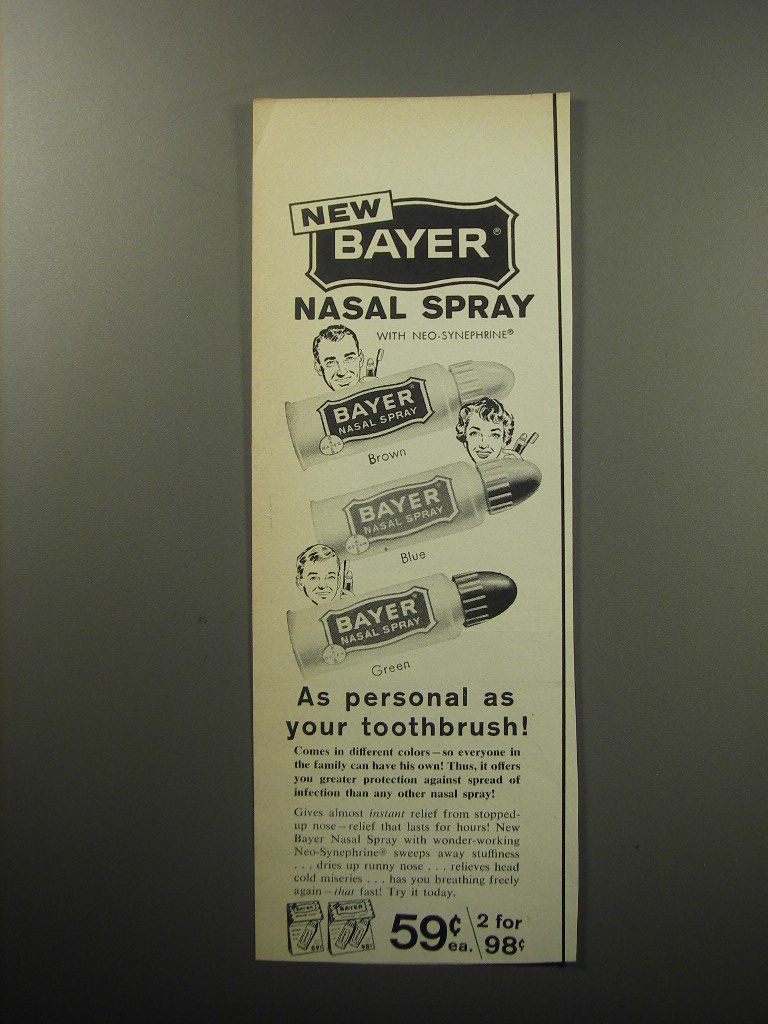 NEW
BAYER®
NASAL SPRAY
WITH NEO-SYNEPHRINE®
BAYER
NASAL SPRAY
Brown
BAYER
NASAL SPRAY
Blue
BAYER
NASAL SPRAY
Green
As personal as
your toothbrush!
Comes in different colors—so everyone in
the family can have his own! Thus, it offers
you greater protection against spread of
infection than any other nasal spray!
Gives almost instant relief from stopped-
up nose—relief that lasts for hours! New
Bayer Nasal Spray with wonder-working
Neo-Synephrine® sweeps away stuffiness
. . . dries up runny nose . . . relieves head
cold miseries . . . has you breathing freely
again—that fast! Try it today.
BAYER
59¢
BAYER
98¢
59¢ ea. 2 for 98¢